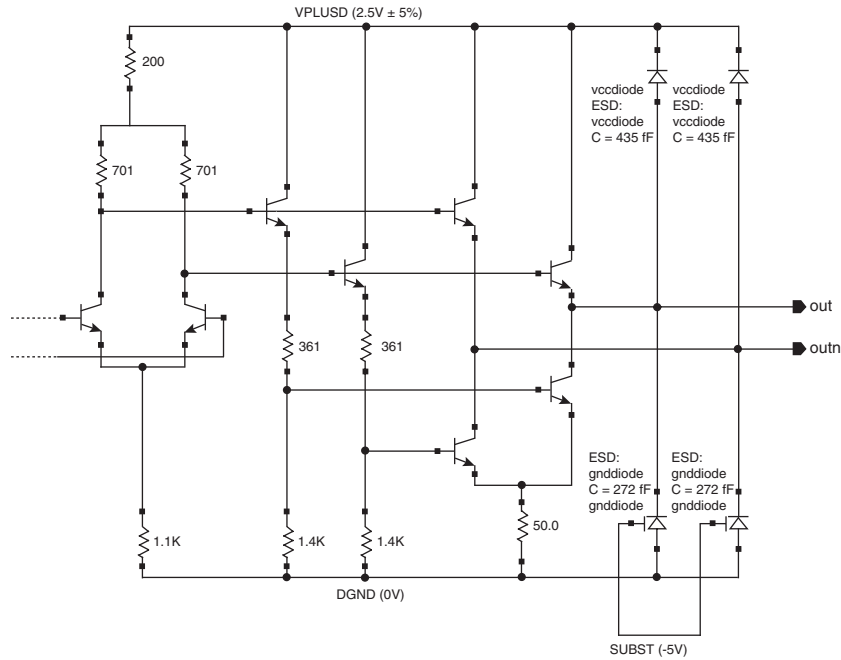 VPLUSD (2.5V ± 5%)
200
701
701
vccdiode
ESD:
vccdiode
C = 435 fF
vccdiode
ESD:
vccdiode
C = 435 fF
out
361
361
outn
ESD:
gnddiode
C = 272 fF
gnddiode
ESD:
gnddiode
C = 272 fF
gnddiode
1.1K
1.4K
1.4K
50.0
DGND (0V)
SUBST (-5V)